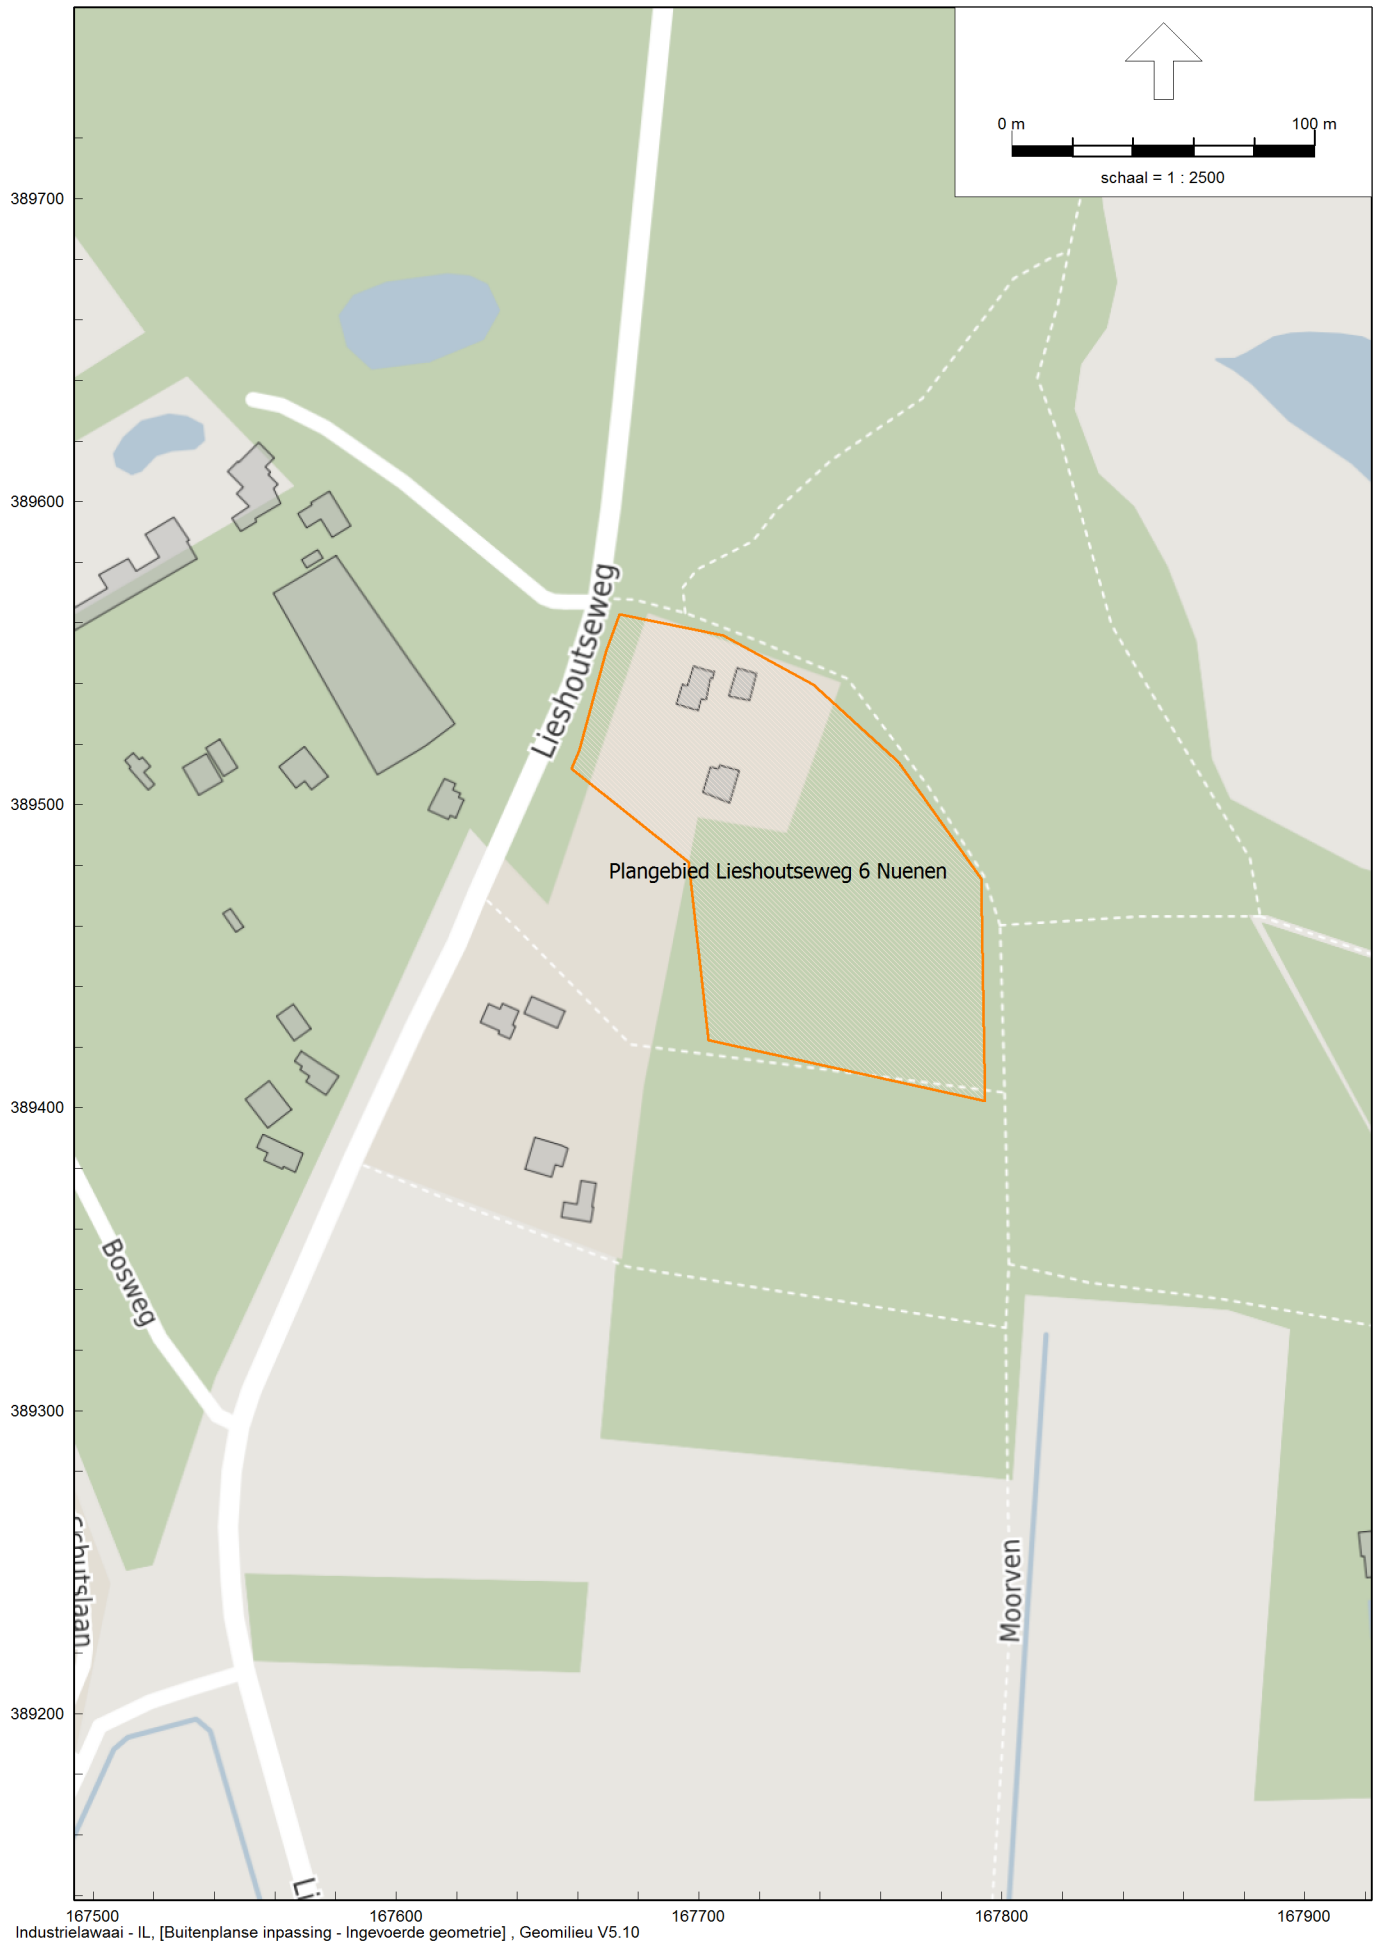 0 m 100 m
schaal = 1 : 2500
389700
389600
389500
389400
389300
389200
Lieshoutseweg
Plangebied Lieshoutseweg 6 Nuenen
Bosweg
Moorven
Li
167500 167600 167700 167800 167900
Industrielawaai - IL, [Buitenplanse inpassing - Ingevoerde geometrie] , Geomilieu V5.10